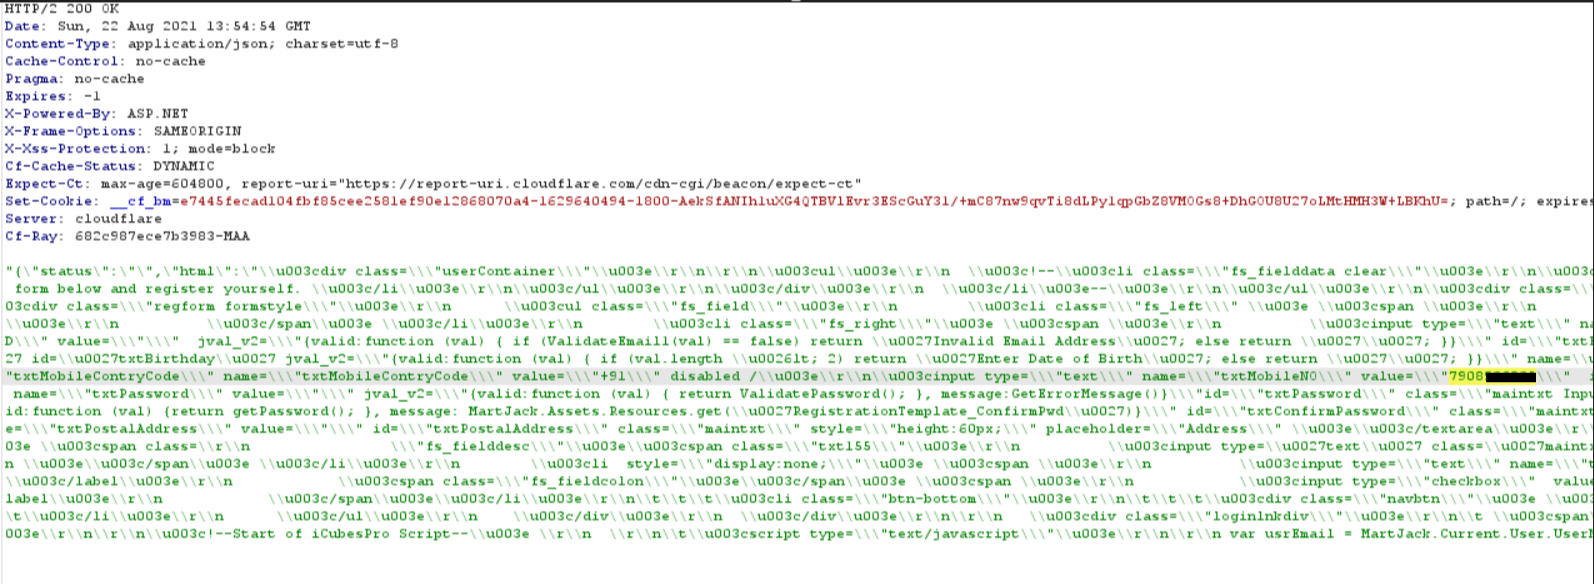 HTTP/2 200 OK
Date: Sun, 22 Aug 2021 13:54:54 GMT
Content-Type: application/json; charset=utf-8
Cache-Control: no-cache
Pragma: no-cache
Expires: -1
X-Powered-By: ASP.NET
X-Frame-Options: SAMEORIGIN
X-Xss-Protection: 1; mode=block
Cf-Cache-Status: DYNAMIC
Expect-Ct: max-age=604800, report-uri="https://report-uri.cloudflare.com/cdn-cgi/beacon/expect-ct"
Set-Cookie: __cf_bm=e7445fecad104fbf85cee2581ef90e12868070a4-1629640494-1800-AekSfANIhluXG4QTBVlEvr3EScGuY31/+mC87nw9qvTi8dLPylqpGbZ8VM0Gs8+DhG0U8U27oLMtHMH3W+LBKhU=; path=/; expires
Server: cloudflare
Cf-Ray: 682c987ece7b3983-MAA
"{\"status\":\"\",\"html\":\"\\u003cdiv class=\\\"userContainer\\\"\\u003e\\r\\n\\r\\n\\u003cul\\u003e\\r\\n \\u003c!--\\u003cli class=\\\"fs_fielddata clear\\\"\\u003e\\r\\n\\u003c
form below and register yourself. \\u003c/li\\u003e\\r\\n\\u003c/ul\\u003e\\r\\n\\u003c/div\\u003e\\r\\n \\u003c/li\\u003e--\\u003e\\r\\n\\u003c/ul\\u003e\\r\\n\\u003cdiv class=\\\
03cdiv class=\\\"regform formstyle\\\"\\u003e\\r\\n \\u003cul class=\\\"fs_field\\\"\\u003e\\r\\n \\u003cli class=\\\"fs_left\\\" \\u003e \\u003cspan \\u003e\\r\\n
\\u003e\\r\\n \\u003c/span\\u003e \\u003c/li\\u003e\\r\\n \\u003cli class=\\\"fs_right\\\"\\u003e \\u003cspan \\u003e\\r\\n \\u003cinput type=\\\"text\\\" na
D\\\" value=\\\"\\\" jval_v2=\\\"{valid:function (val) { if (ValidateEmail1(val) == false) return \\u0027Invalid Email Address\\u0027; else return \\u0027\\u0027; }}\\\" id=\\\"txt
27 id=\\u0027txtBirthday\\u0027 jval_v2=\\\"{valid:function (val) { if (val.length \\u0026lt; 2) return \\u0027Enter Date of Birth\\u0027; else return \\u0027\\u0027; }}\\\" name=\\
"txtMobileContryCode\\\" name=\\\"txtMobileContryCode\\\" value=\\\"+91\\\" disabled /\\u003e\\r\\n\\u003cinput type=\\\"text\\\" name=\\\"txtMobileNO\\\" value=\\\"7908 \\\"
name=\\\"txtPassword\\\" value=\\\"\\\" jval_v2=\\\"{valid:function (val) { return ValidatePassword(); }, message:GetErrorMessage()}\\\"id=\\\"txtPassword\\\" class=\\\"maintxt Inpu
id:function (val) {return getPassword(); }, message: MartJack.Assets.Resources.get(\\u0027RegistrationTemplate_ConfirmPwd\\u0027)}\\\" id=\\\"txtConfirmPassword\\\" class=\\\"maintxt
e=\\\"txtPostalAddress\\\" value=\\\"\\\" id=\\\"txtPostalAddress\\\" class=\\\"maintxt\\\" style=\\\"height:60px;\\\" placeholder=\\\"Address\\\" \\u003e\\u003c/textarea\\u003e\\r
03e \\u003cspan class=\\r\\n \\\"fs_fielddesc\\\"\\u003e\\u003cspan class=\\\"txt155\\\"\\u003e\\r\\n \\u003cinput type=\\u0027text\\u0027 class=\\u0027maint
n \\u003e\\u003c/span\\u003e \\u003c/li\\u003e\\r\\n \\u003cli style=\\\"display:none;\\\"\\u003e \\u003cspan \\u003e\\r\\n \\u003cinput type=\\\"text\\\" name=\\\"t
\\u003c/label\\u003e\\r\\n \\u003cspan class=\\\"fs_fieldcolon\\\"\\u003e\\u003c/span\\u003e \\u003cspan \\u003e\\r\\n \\u003cinput type=\\\"checkbox\\\" value
label\\u003e\\r\\n \\u003c/span\\u003e\\u003c/li\\u003e\\r\\n\\t\\t\\t\\u003cli class=\\\"btn-bottom\\\"\\u003e\\r\\n\\t\\t\\t\\u003cdiv class=\\\"navbtn\\\"\\u003e \\u003
\\t\\u003c/li\\u003e\\r\\n \\u003c/ul\\u003e\\r\\n \\u003c/div\\u003e\\r\\n \\u003c/div\\u003e\\r\\n\\r\\n \\u003cdiv class=\\\"loginlnkdiv\\\"\\u003e\\r\\n\\t \\u003cspan
003e\\r\\n\\r\\n\\u003c!--Start of iCubesPro Script--\\u003e \\r\\n \\r\\n\\t\\u003cscript type=\\\"text/javascript\\\"\\u003e\\r\\n\\r\\n var usrEmail = MartJack.Current.User.User